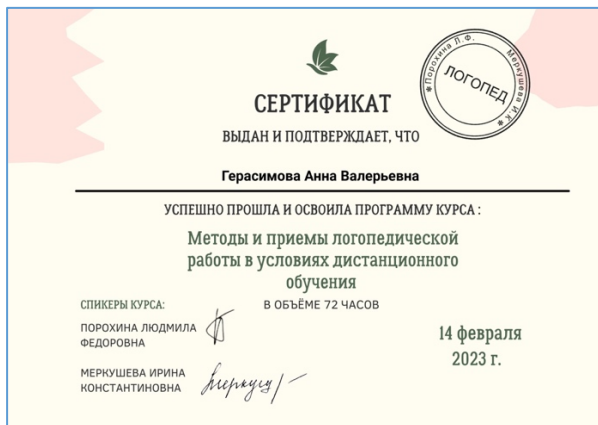 Порохина Л.Ф. Меркушева И.К
ЛОГОПЕД
СЕРТИФИКАТ
ВЫДАН И ПОДТВЕРЖДАЕТ, ЧТО
Герасимова Анна Валерьевна
УСПЕШНО ПРОШЛА И ОСВОИЛА ПРОГРАММУ КУРСА :
Методы и приемы логопедической
работы в условиях дистанционного
обучения
СПИКЕРЫ КУРСА:
В ОБЪЁМЕ 72 ЧАСОВ
ПОРОХИНА ЛЮДМИЛА
ФЕДОРОВНА
14 февраля
2023 г.
МЕРКУШЕВА ИРИНА
КОНСТАНТИНОВНА